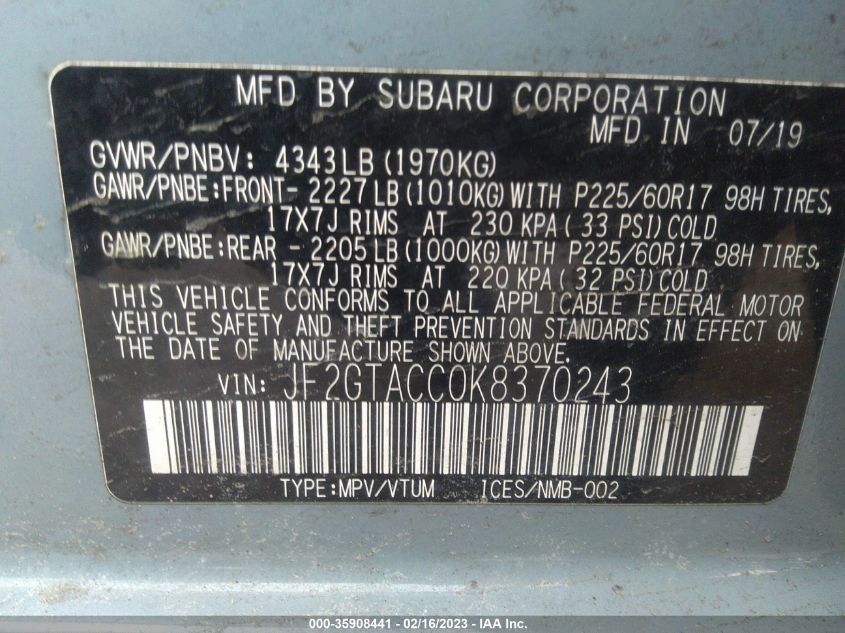 MFD BY SUBARU CORPORATION
MFD IN 07/19
GVWR/PNBV: 4343LB (1970KG)
GAWR/PNBE:FRONT- 2227LB(1010KG)WITH P225/60R17 98H TIRES,
17X7J RIMS AT 230 KPA( 33 PSI)COLD
GAWR/PNBE:REAR - 2205LB(1000KG)WITH P225/60R17 98H TIRES,
17X7J RIMS AT 220 KPA( 32 PSI)COLD
THIS VEHICLE CONFORMS TO ALL APPLICABLE FEDERAL MOTOR
VEHICLE SAFETY AND THEFT PREVENTION STANDARDS IN EFFECT ON
THE DATE OF MANUFACTURE SHOWN ABOVE.
VIN: JF2GTACC0K8370243
TYPE:MPV/VTUM ICES/NMB-002
000-35908441 - 02/16/2023 - IAA Inc.